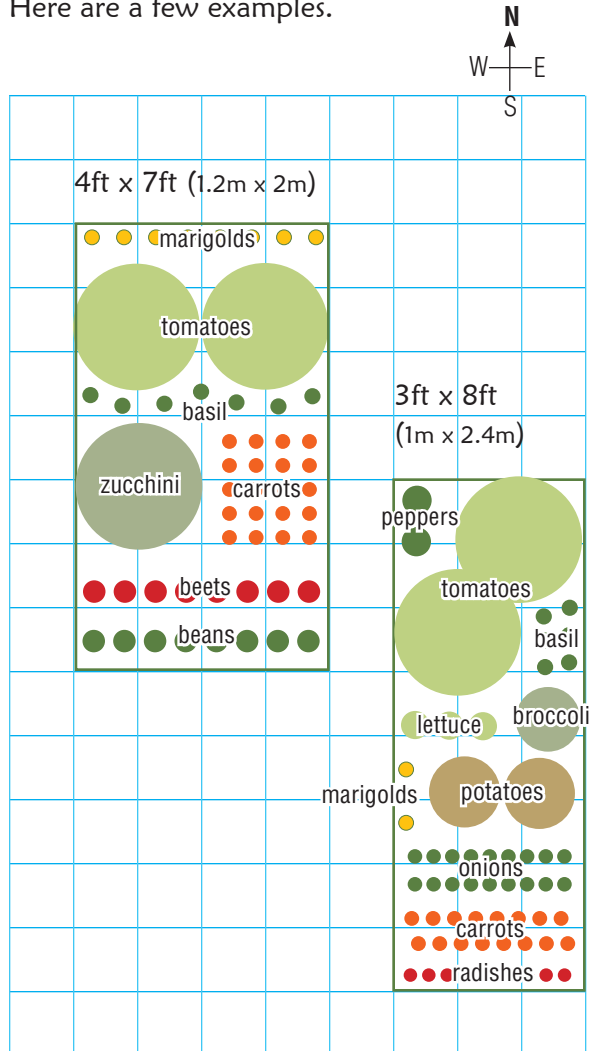 Here are a few examples.
N
W E
S
4ft x 7ft (1.2m x 2m)
marigolds
tomatoes
basil
zucchini
carrots
beets
beans
3ft x 8ft
(1m x 2.4m)
peppers
tomatoes
basil
lettuce
broccoli
marigolds
potatoes
onions
carrots
radishes